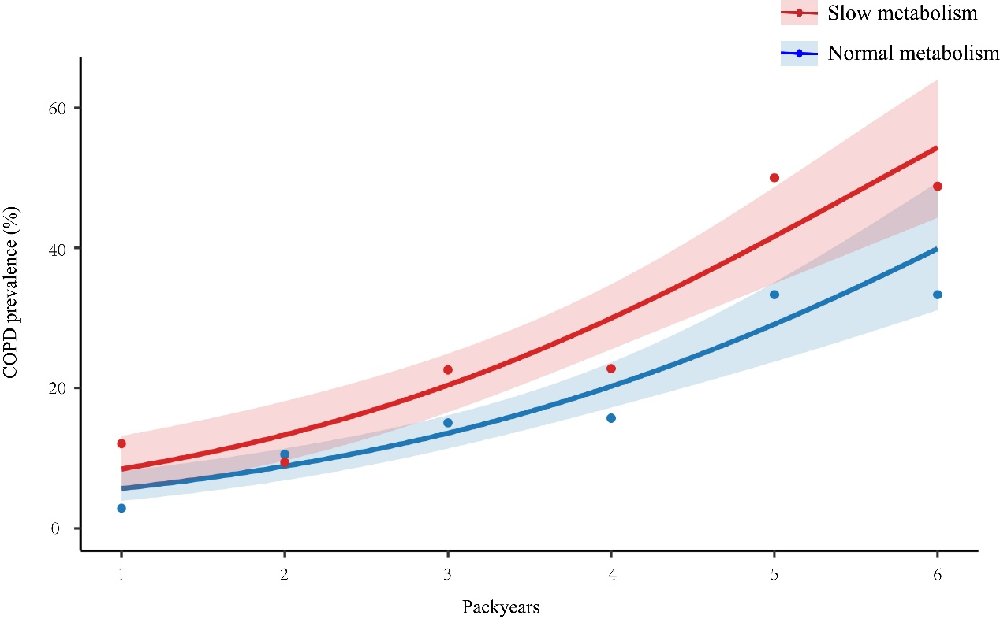 Slow metabolism
Normal metabolism
60
40
20
0
COPD prevalence (%)
1 2 3 4 5 6
Packyears